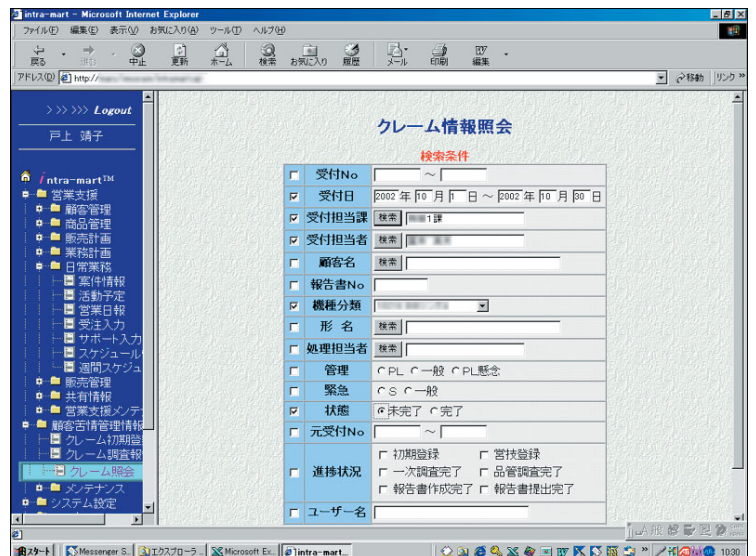 intra-mart - Microsoft Internet Explorer
ファイル(F) 編集(E) 表示(V) お気に入り(A) ツール(T) ヘルプ(H)
戻る 進む 中止 更新 ホーム 検索 お気に入り 履歴 メール 印刷 編集
アドレス(D) http:// 移動 リンク »
>>> >>> Logout
戸上 靖子
intra-mart™
営業支援
顧客管理
商品管理
販売計画
業務計画
日常業務
案件情報
活動予定
営業日報
受注入力
サポート入力
スケジュール
週間スケジュ
販売管理
共有情報
営業支援メンテ
顧客苦情管理情報
クレーム初期登
クレーム調査報
クレーム照会
メンテナンス
システム設定
クレーム情報照会
検索条件
受付No ～
受付日 2002 年 10 月 1 日 ～ 2002 年 10 月 30 日
受付担当課 検索 1課
受付担当者 検索
顧客名 検索
報告書No
機種分類
形 名 検索
処理担当者 検索
管理 PL 一般 PL懸念
緊急 S 一般
状態 未完了 完了
元受付No ～
進捗状況 初期登録 営技登録
一次調査完了 品管調査完了
報告書作成完了 報告書提出完了
ユーザー名
スタート Messenger S... エクスプローラ... Microsoft Ex... intra-mart... 10:30